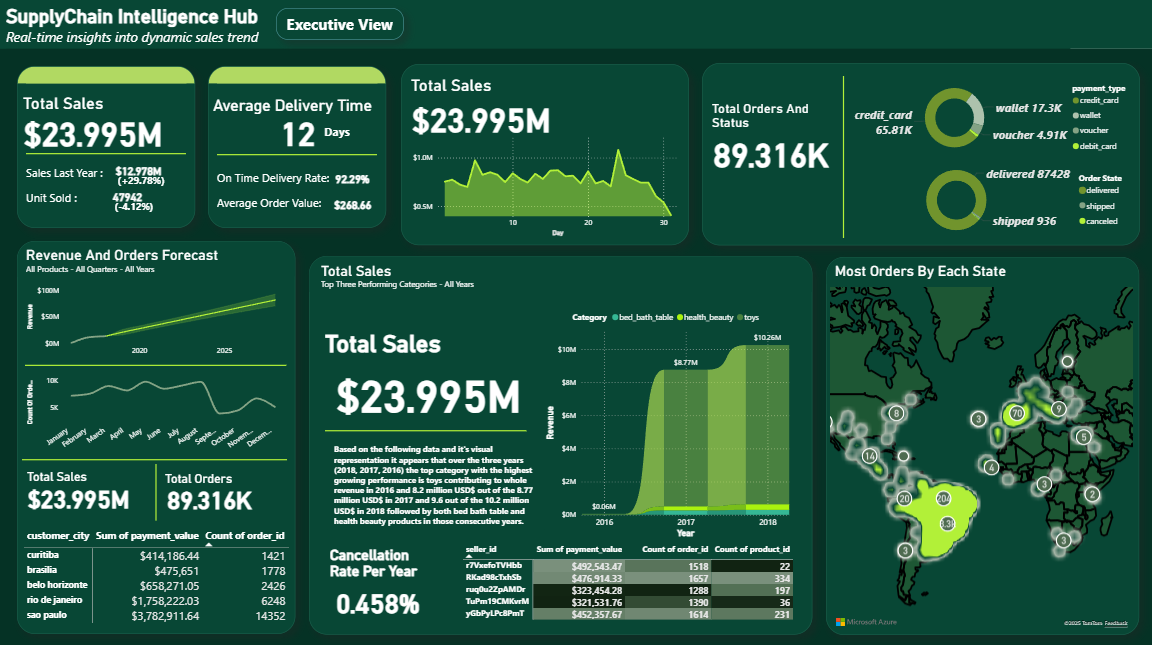 SupplyChain Intelligence Hub
Real-time insights into dynamic sales trend
Executive View
Total Sales
$23.995M
Sales Last Year :
$12.978M
(+29.78%)
Unit Sold :
47942
(-4.12%)
Average Delivery Time
12 Days
On Time Delivery Rate: 92.29%
Average Order Value: $268.66
Total Sales
$23.995M
$1.0M
$0.5M
10
20
30
Day
Total Orders And
Status
89.316K
credit_card
65.81K
wallet 17.3K
voucher 4.91K
payment_type
credit_card
wallet
voucher
debit_card
delivered 87428
shipped 936
Order State
delivered
shipped
canceled
Revenue And Orders Forecast
All Products - All Quarters - All Years
Revenue
$100M
$50M
$0M
2020
2025
Count Of Orde...
10K
5K
January
February
March
April
May
June
July
August
Septe...
October
Novem...
Decem...
Total Sales
$23.995M
Total Orders
89.316K
customer_city Sum of payment_value Count of order_id
curitiba $414,186.44 1421
brasilia $475,651 1778
belo horizonte $658,271.05 2426
rio de janeiro $1,758,222.03 6248
sao paulo $3,782,911.64 14352
Total Sales
Top Three Performing Categories - All Years
Total Sales
$23.995M
Based on the following data and it's visual
representation it appears that over the three years
(2018, 2017, 2016) the top category with the highest
growing performance is toys contributing to whole
revenue in 2016 and 8.2 million USD$ out of the 8.77
million USD$ in 2017 and 9.6 out of the 10.2 million
USD$ in 2018 followed by both bed bath table and
health beauty products in those consecutive years.
Category bed_bath_table health_beauty toys
Revenue
$10M
$8M
$6M
$4M
$2M
$0M
$0.06M
$8.77M
$10.26M
2016
2017
2018
Year
Cancellation
Rate Per Year
0.458%
seller_id Sum of payment_value Count of order_id Count of product_id
r7VxefoTVHbb $492,543.47 1518 22
RKad98cTxhSb $476,914.33 1657 334
ruq0u2ZpAMDr $323,454.28 1288 197
TuPm19CMKvrM $321,531.76 1390 36
yGbPyLPc8PmT $452,357.67 1614 231
Most Orders By Each State
8
3
70
9
5
14
4
3
2
20
204
3
3
Microsoft Azure
©2025 TomTom Feedback